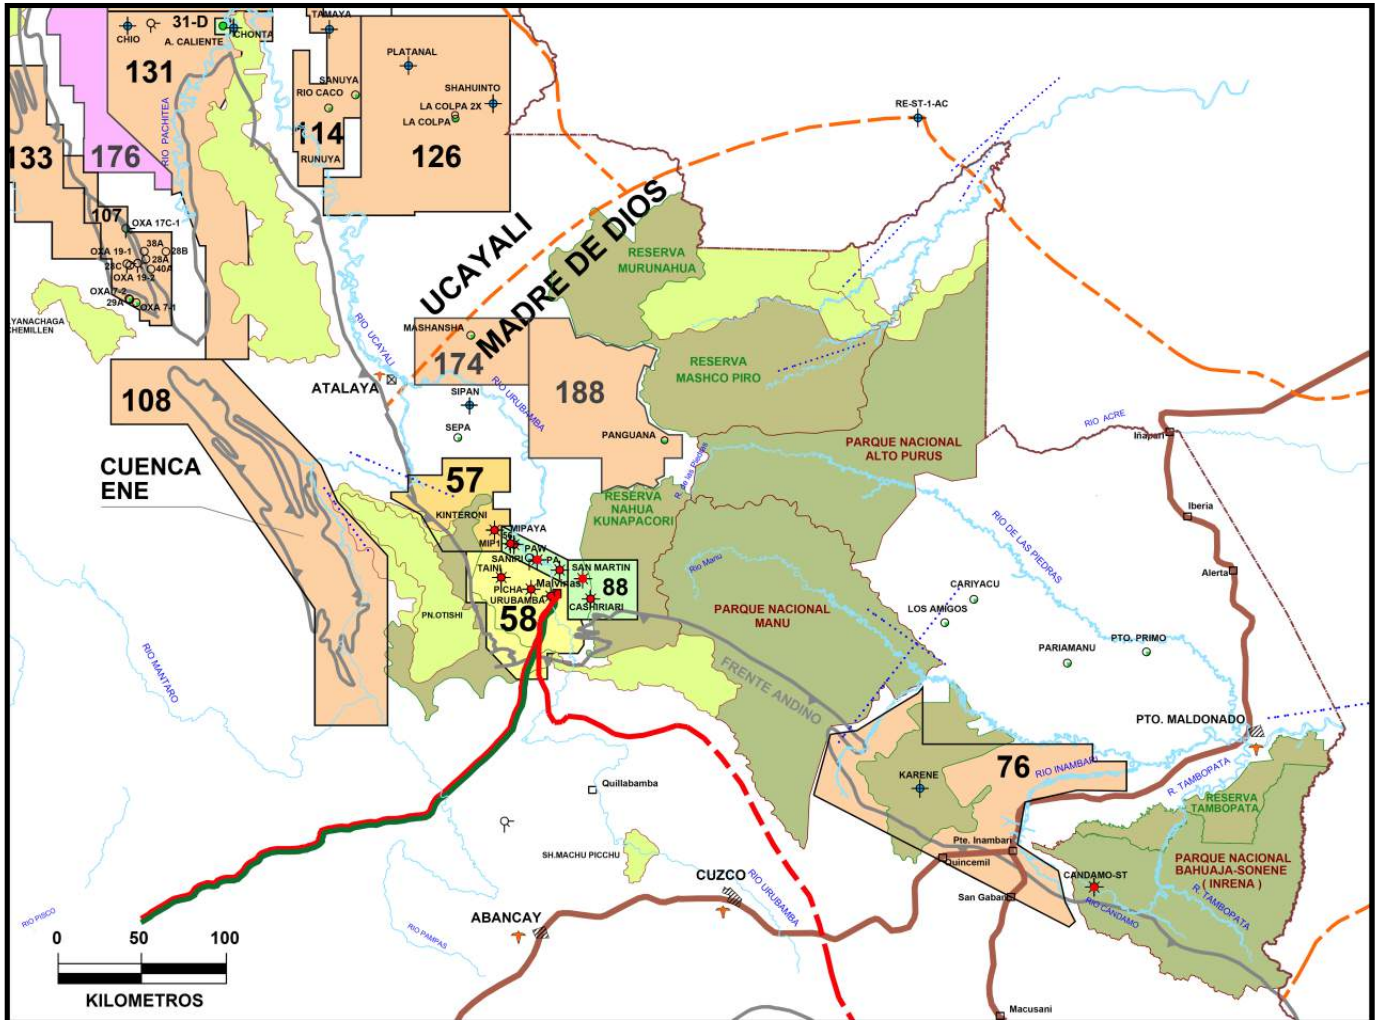 TAMAYA
31-D
CHIO
A. CALIENTE
CHONTA
131
PLATANAL
SHAHUINTO
SANUYA
RIO CACO
LA COLPA 2X
LA COLPA
RE-ST-1-AC
RIO PACHITEA
114
RUNUYA
126
133
176
107
OXA 17C-1
38A
28B
OXA 19-1
28A
28C
40A
OXA 19-2
OXA 7-2
29A
OXA 7-1
YANACHAGA
CHEMILLEN
UCAYALI
MADRE DE DIOS
RESERVA
MURUNAHUA
RIO UCAYALI
MASHANSHA
174
RESERVA
MASHCO PIRO
ATALAYA
SIPAN
RIO URUBAMBA
188
108
SEPA
PANGUANA
RIO ACRE
Iñapari
PARQUE NACIONAL
ALTO PURUS
R. de las Piedras
CUENCA
ENE
57
RESERVA
NAHUA
KUNAPACORI
KINTERONI
MIPAYA
56
MIP1
PAW
SANIRI
PA
SAN MARTIN
TAINI
Malvinas
PICHA
URUBAMBA
88
CASHIRIARI
58
PN.OTISHI
Iberia
RIO DE LAS PIEDRAS
Rio Manu
Alerta
CARIYACU
LOS AMIGOS
PARQUE NACIONAL
MANU
PTO. PRIMO
PARIAMANU
RIO MANTARO
FRENTE ANDINO
PTO. MALDONADO
76
RIO INAMBARI
KARENE
R. TAMBOPATA
RESERVA
TAMBOPATA
Quillabamba
Pte. Inambari
Quincemil
SH.MACHU PICCHU
PARQUE NACIONAL
BAHUAJA-SONENE
( INRENA )
CANDAMO-ST
CUZCO
RIO URUBAMBA
San Gaban
RIO CANDAMO
R. TAMBOPATA
ABANCAY
RIO PISCO
RIO PAMPAS
0 50 100
KILOMETROS
Macusani